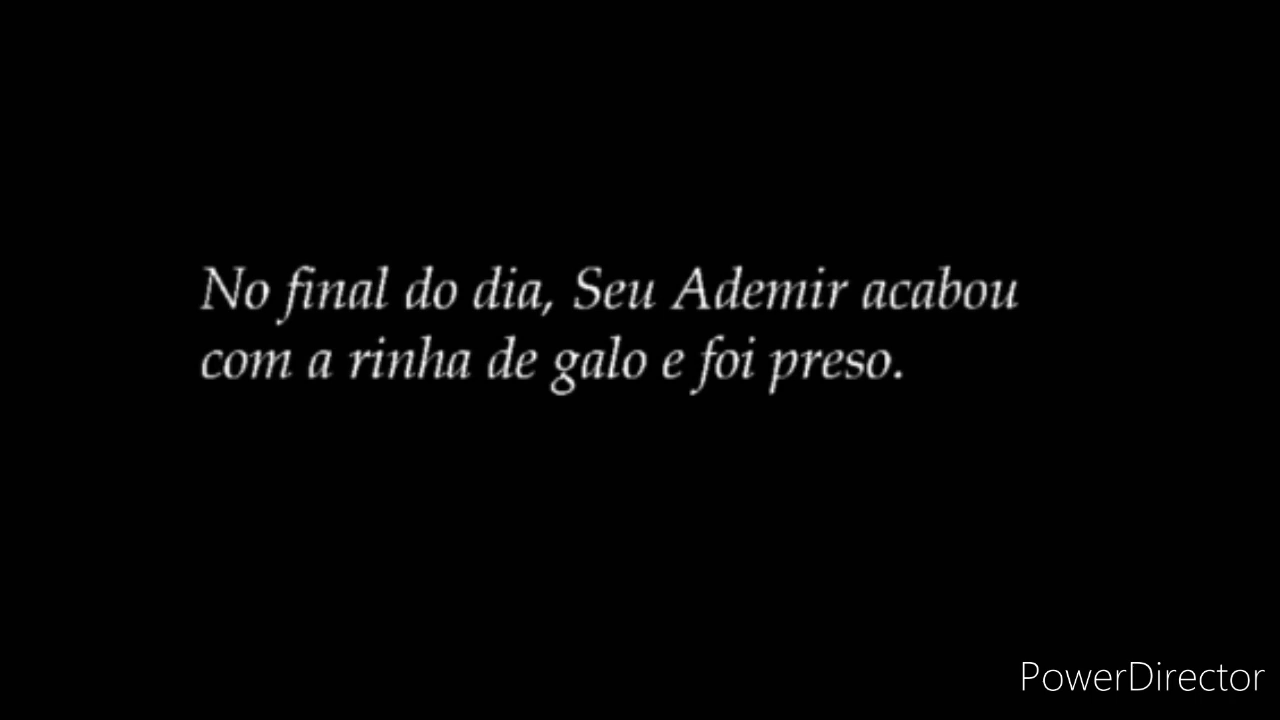 No final do dia, Seu Ademir acabou
com a rinha de galo e foi preso.
PowerDirector